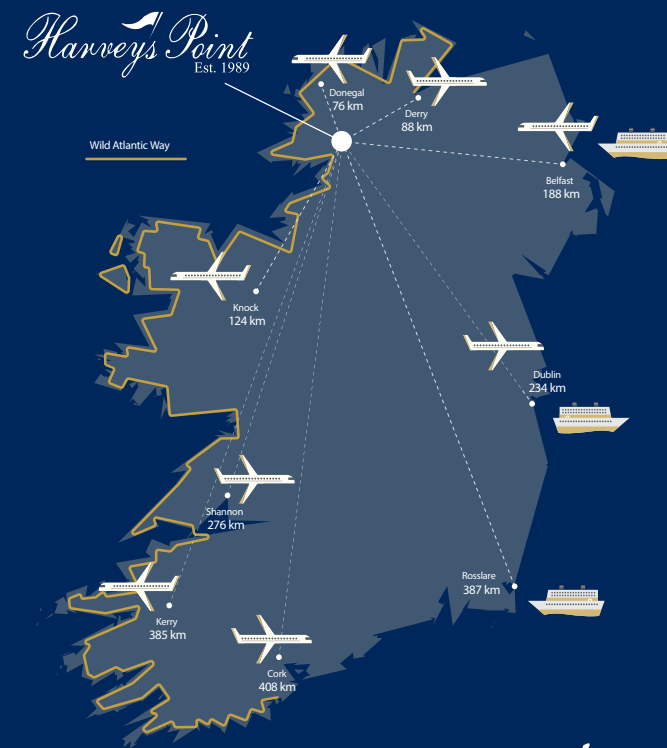 Harveys Point
Est. 1989
Donegal
76 km
Derry
88 km
Wild Atlantic Way
Belfast
188 km
Knock
124 km
Dublin
234 km
Shannon
276 km
Rosslare
387 km
Kerry
385 km
Cork
408 km